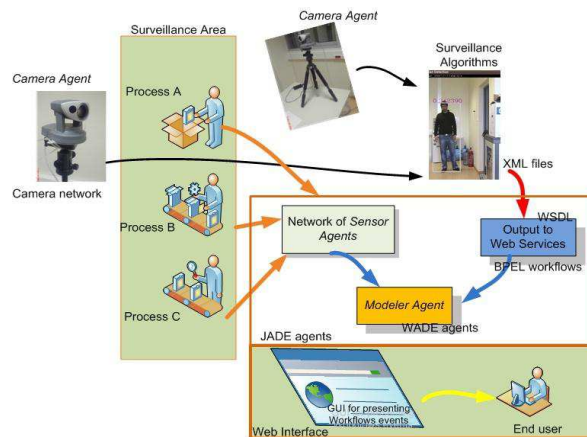 Surveillance Area
Camera Agent
Camera Agent
Surveillance
Algorithms
Process A
Camera network
XML files
Process B
Network of Sensor
Agents
WSDL
Output to
Web Services
BPEL workflows
Process C
Modeler Agent
WADE agents
JADE agents
GUI for presenting
Workflows events
Web Interface
End user